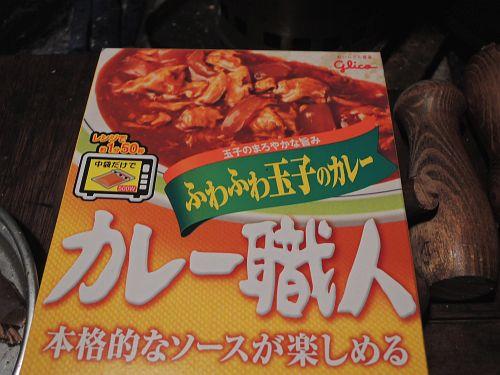 glico
玉子のまろやかな旨み
ふわふわ玉子のカレー
レンジで
約1分50秒
中袋だけで
500W
カレー職人
本格的なソースが楽しめる